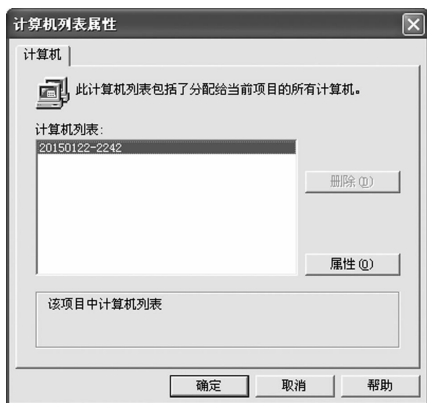 计算机列表属性
计算机
此计算机列表包括了分配给当前项目的所有计算机。
计算机列表:
20150122-2242
删除(D)
属性(O)
该项目中计算机列表
确定
取消
帮助